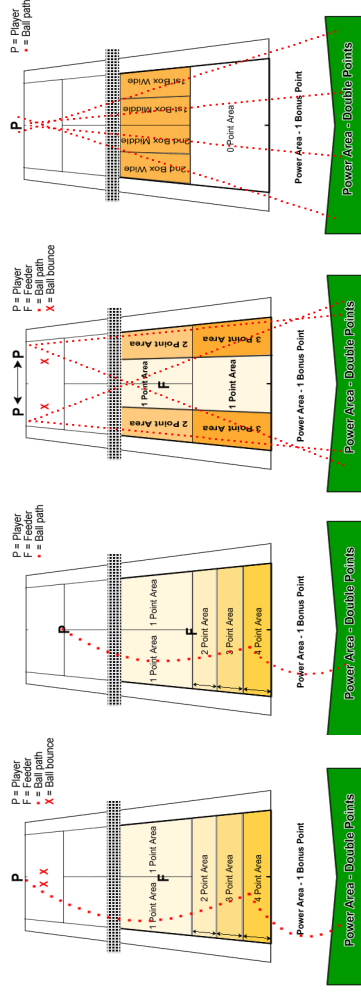 P = Player
F = Feeder
• = Ball path
X = Ball bounce
P
X X
1 Point Area 1 Point Area
F
2 Point Area
3 Point Area
4 Point Area
Power Area - 1 Bonus Point
Power Area - Double Points
P = Player
F = Feeder
• = Ball path
P
1 Point Area 1 Point Area
F
2 Point Area
3 Point Area
4 Point Area
Power Area - 1 Bonus Point
Power Area - Double Points
P = Player
F = Feeder
• = Ball path
X = Ball bounce
P P
X X
2 Point Area
1 Point Area
2 Point Area
F
3 Point Area
1 Point Area
3 Point Area
Power Area - 1 Bonus Point
Power Area - Double Points
P = Player
• = Ball path
P
2nd Box Wide
2nd Box Middle
1st Box Middle
1st Box Wide
0 Point Area
Power Area - 1 Bonus Point
Power Area - Double Points